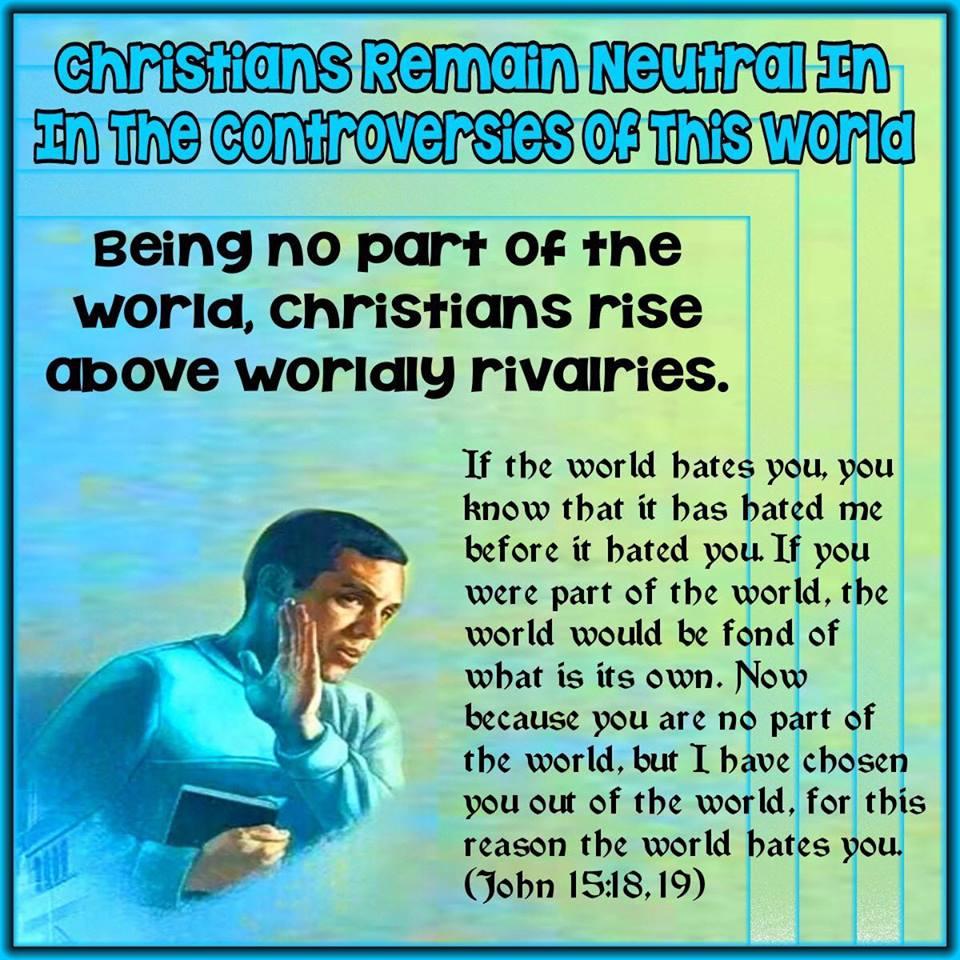 Christians Remain Neutral In
In The Controversies Of This World
Being no part of the
world, Christians rise
above worldly rivalries.
If the world hates you, you
know that it has hated me
before it hated you. If you
were part of the world, the
world would be fond of
what is its own. Now
because you are no part of
the world, but I have chosen
you out of the world, for this
reason the world hates you.
(John 15:18, 19)